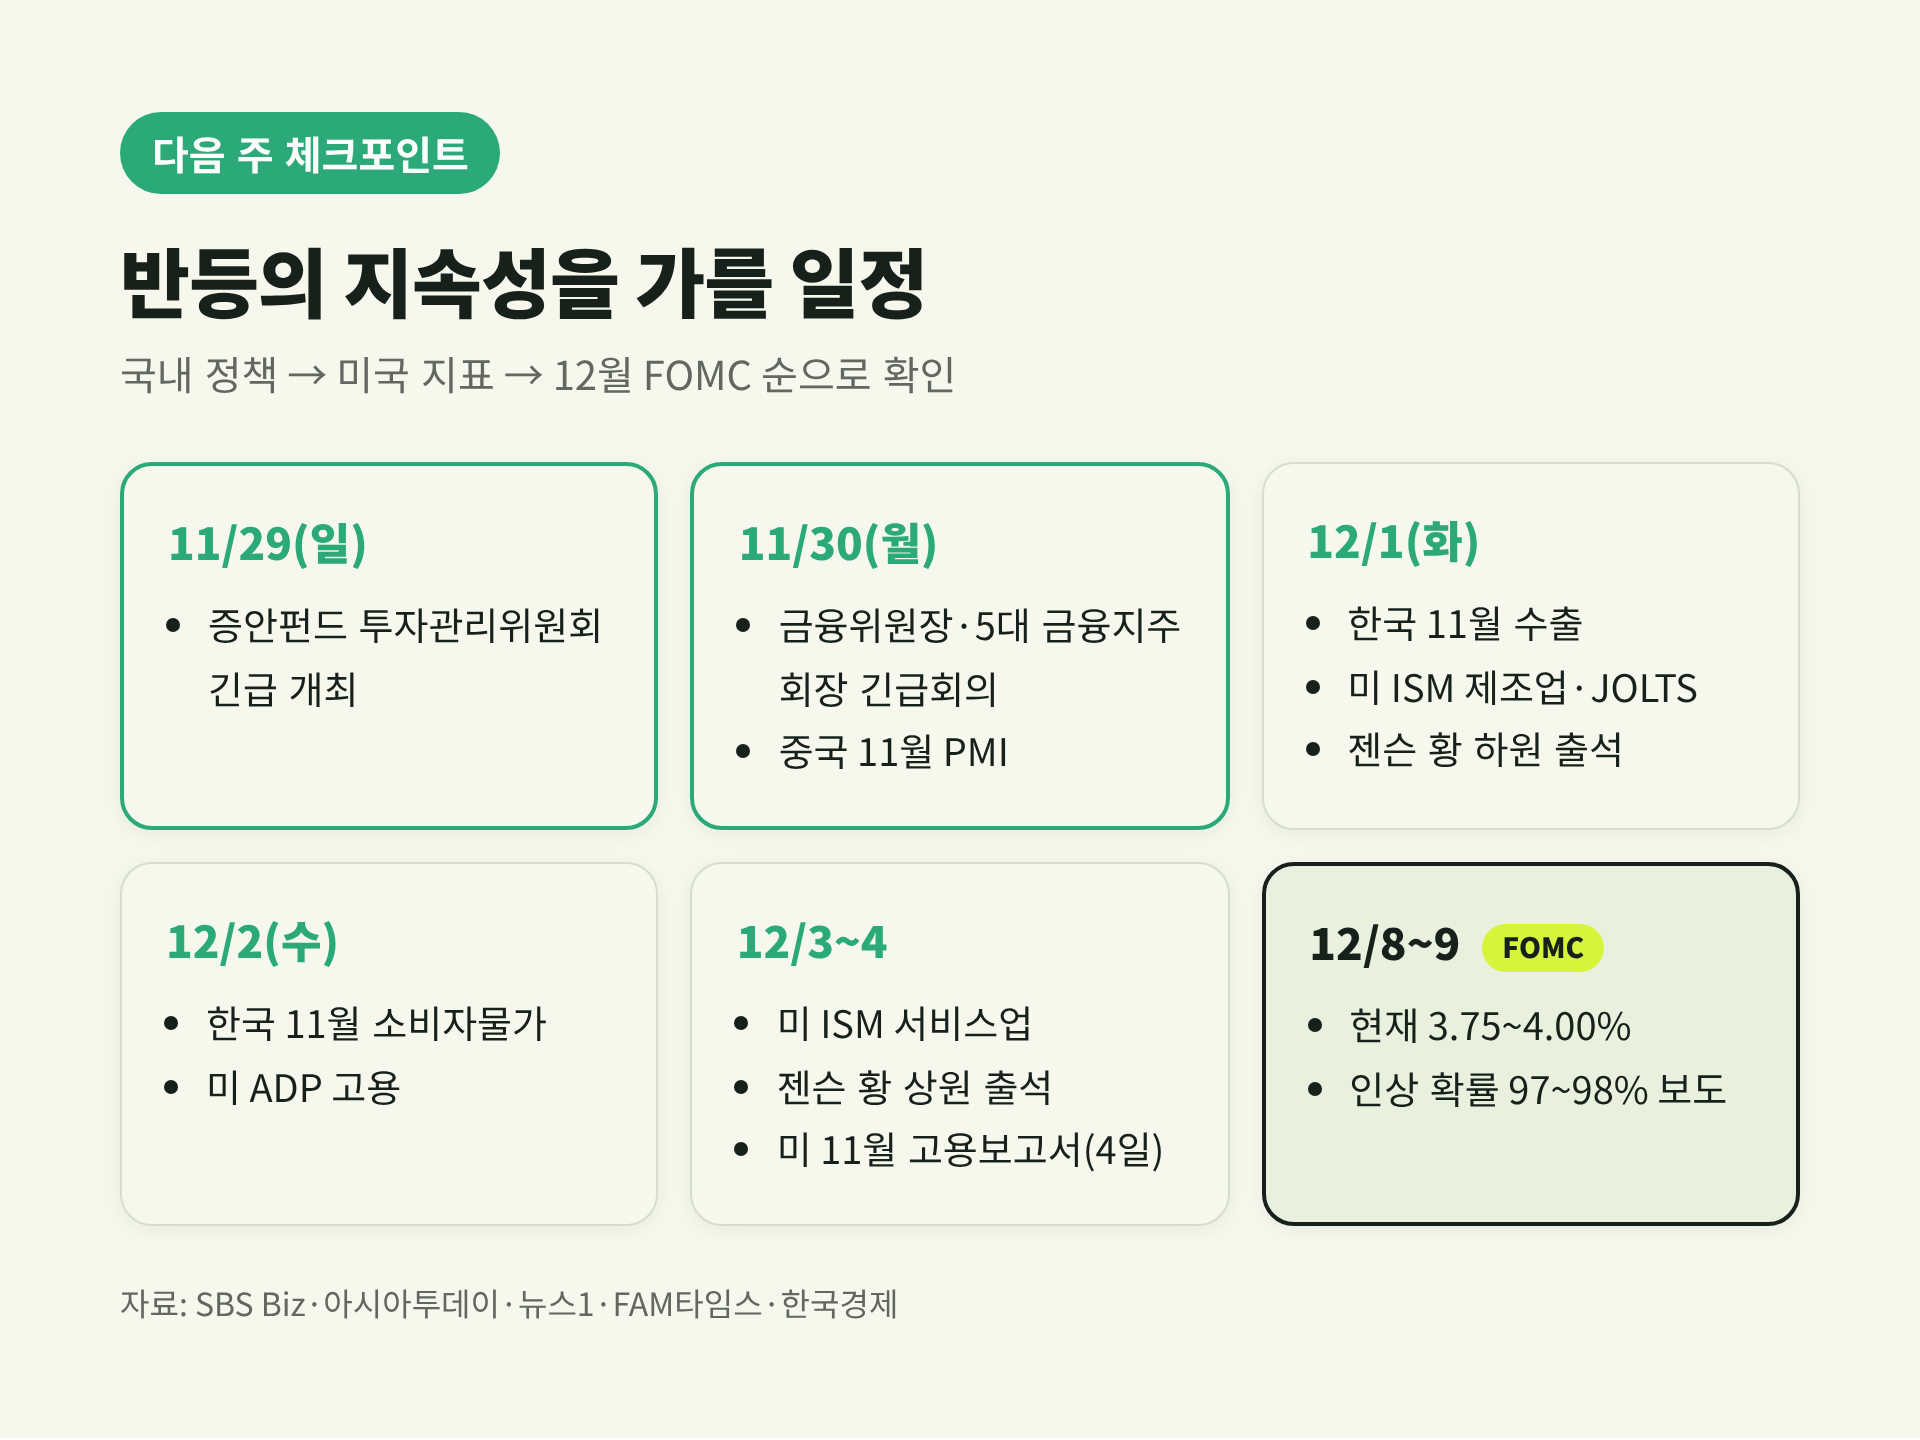 다음 주 체크포인트
반등의 지속성을 가를 일정
국내 정책 → 미국 지표 → 12월 FOMC 순으로 확인
11/29(일)
• 증안펀드 투자관리위원회
긴급 개최
11/30(월)
• 금융위원장·5대 금융지주
회장 긴급회의
• 중국 11월 PMI
12/1(화)
• 한국 11월 수출
• 미 ISM 제조업·JOLTS
• 젠슨 황 하원 출석
12/2(수)
• 한국 11월 소비자물가
• 미 ADP 고용
12/3~4
• 미 ISM 서비스업
• 젠슨 황 상원 출석
• 미 11월 고용보고서(4일)
12/8~9 FOMC
• 현재 3.75~4.00%
• 인상 확률 97~98% 보도
자료: SBS Biz·아시아투데이·뉴스1·FAM타임스·한국경제